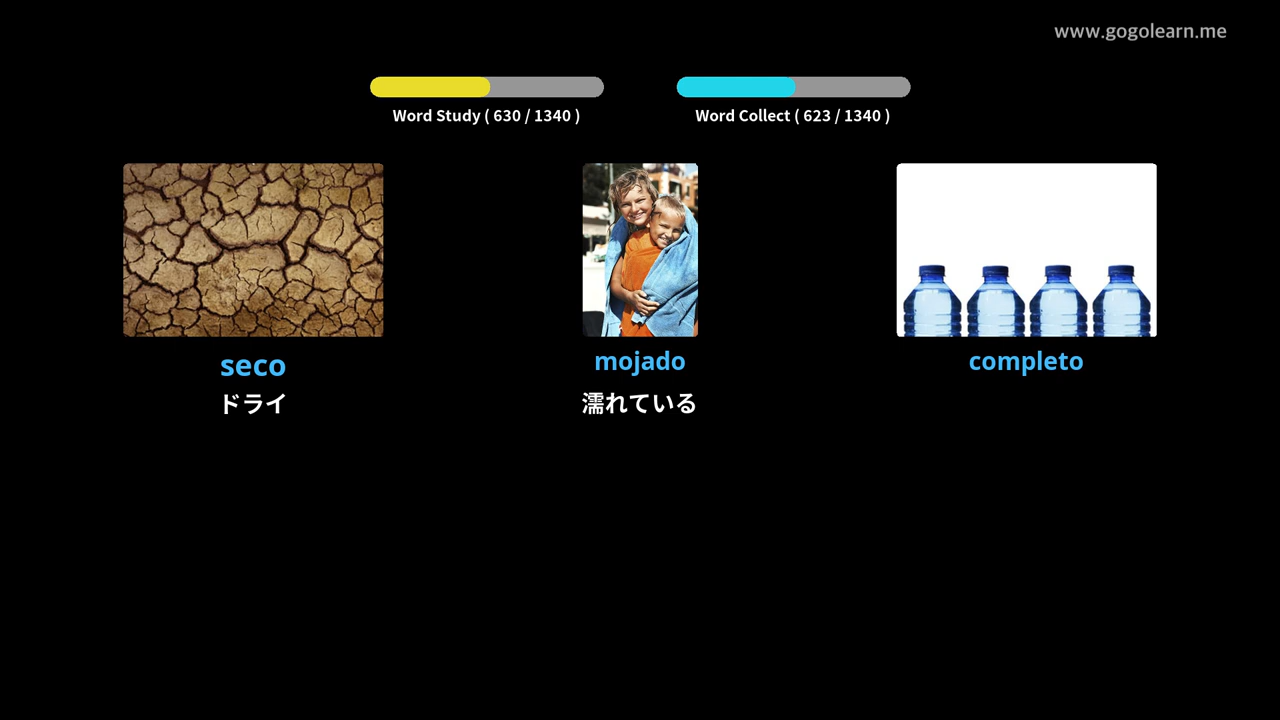 www.gogolearn.me
Word Study ( 630 / 1340 )
Word Collect ( 623 / 1340 )
seco
ドライ
mojado
濡れている
completo